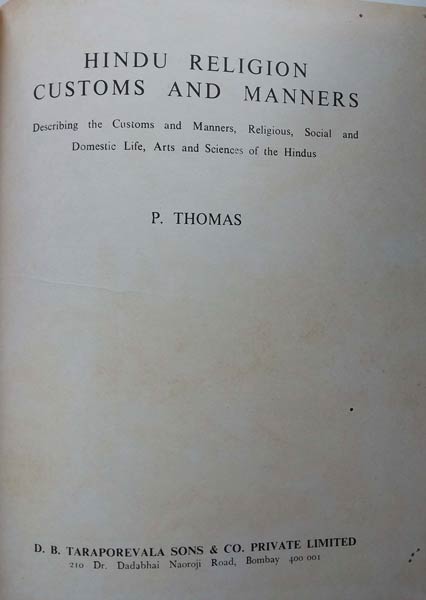 HINDU RELIGION
CUSTOMS AND MANNERS
Describing the Customs and Manners, Religious, Social and
Domestic Life, Arts and Sciences of the Hindus
P. THOMAS
D. B. TARAPOREVALA SONS & CO. PRIVATE LIMITED
210 Dr. Dadabhai Naoroji Road, Bombay 400 001